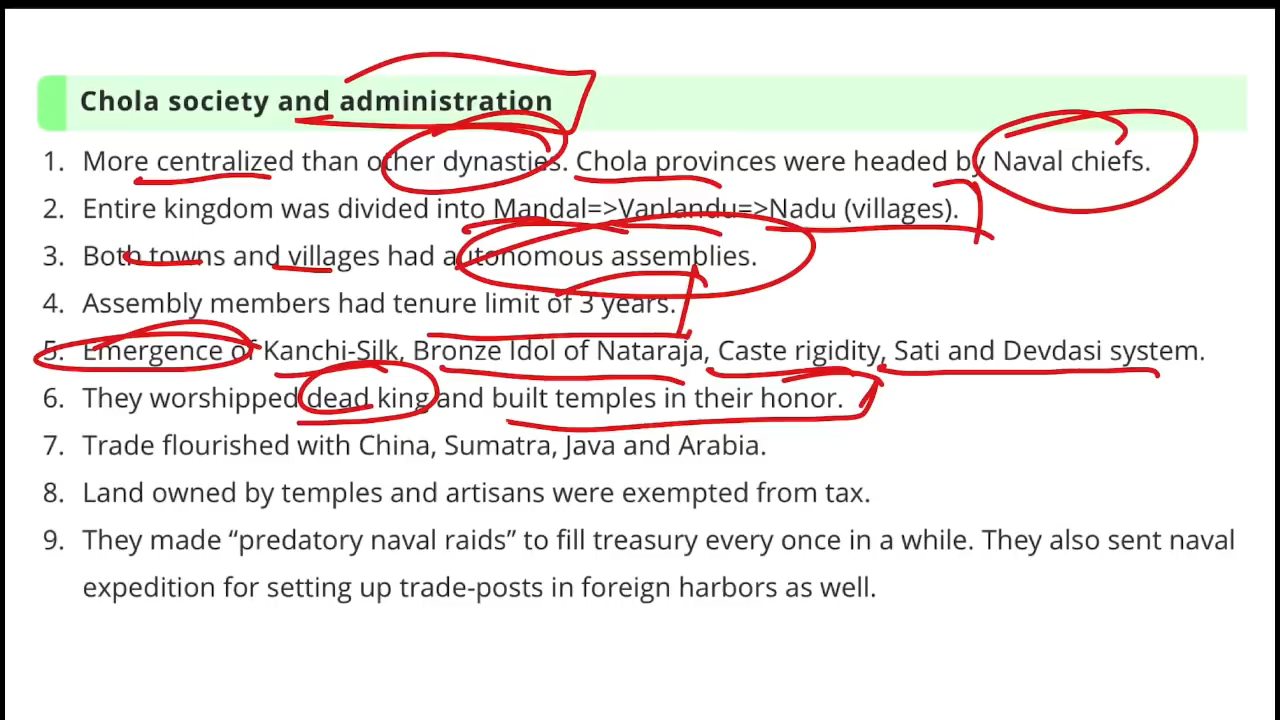 Chola society and administration
1. More centralized than other dynasties. Chola provinces were headed by Naval chiefs.
2. Entire kingdom was divided into Mandal=>Vanlandu=>Nadu (villages).
3. Both towns and villages had autonomous assemblies.
4. Assembly members had tenure limit of 3 years.
5. Emergence of Kanchi-Silk, Bronze Idol of Nataraja, Caste rigidity, Sati and Devdasi system.
6. They worshipped dead king and built temples in their honor.
7. Trade flourished with China, Sumatra, Java and Arabia.
8. Land owned by temples and artisans were exempted from tax.
9. They made “predatory naval raids” to fill treasury every once in a while. They also sent naval
expedition for setting up trade-posts in foreign harbors as well.